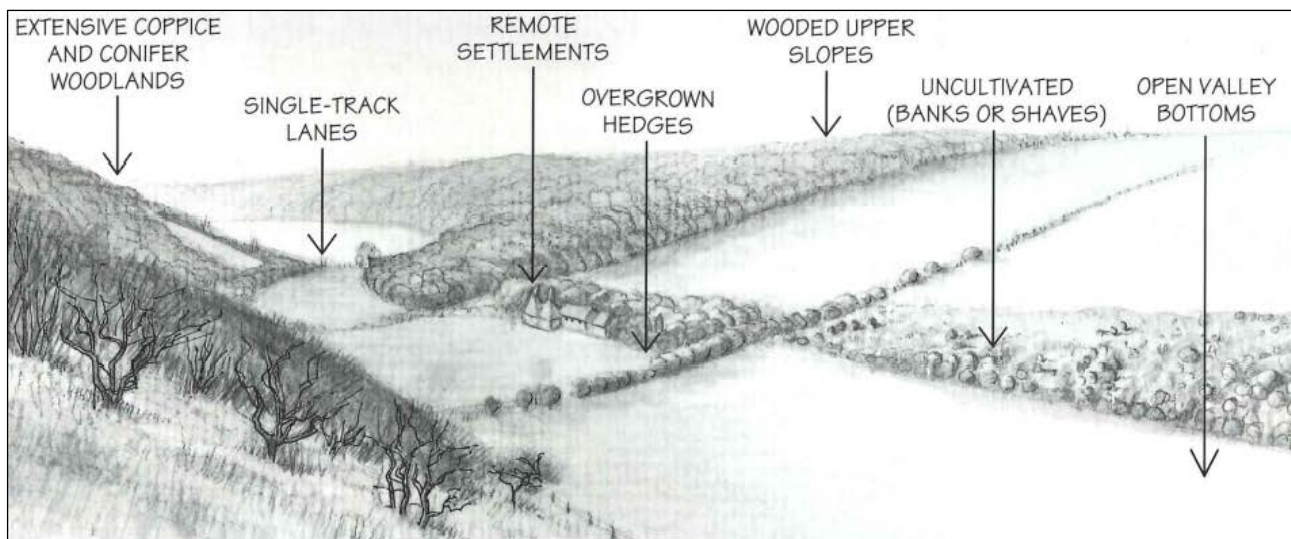 EXTENSIVE COPPICE
AND CONIFER
WOODLANDS
SINGLE-TRACK
LANES
REMOTE
SETTLEMENTS
OVERGROWN
HEDGES
WOODED UPPER
SLOPES
UNCULTIVATED
(BANKS OR SHAVES)
OPEN VALLEY
BOTTOMS